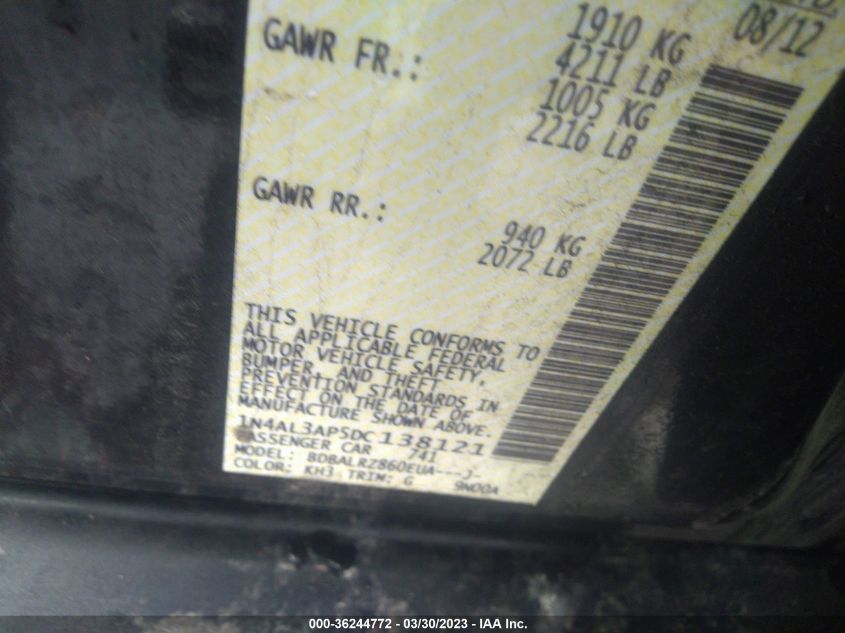 08/12
1910 KG
GAWR FR.: 4211 LB
1005 KG
2216 LB
GAWR RR.: 940 KG
2072 LB
THIS VEHICLE CONFORMS TO
ALL APPLICABLE FEDERAL
MOTOR VEHICLE SAFETY,
BUMPER, AND THEFT
PREVENTION STANDARDS IN
EFFECT ON THE DATE OF
MANUFACTURE SHOWN ABOVE.
1N4AL3AP5DC138121
PASSENGER CAR 741
MODEL: BDBALRZ860EUA---J-
COLOR: KH3 TRIM: G 9N00A
000-36244772 — 03/30/2023 — IAA Inc.